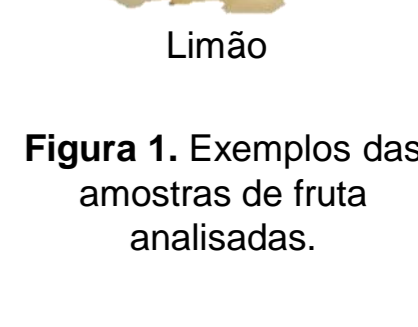 Limão
Figura 1. Exemplos das
amostras de fruta
analisadas.